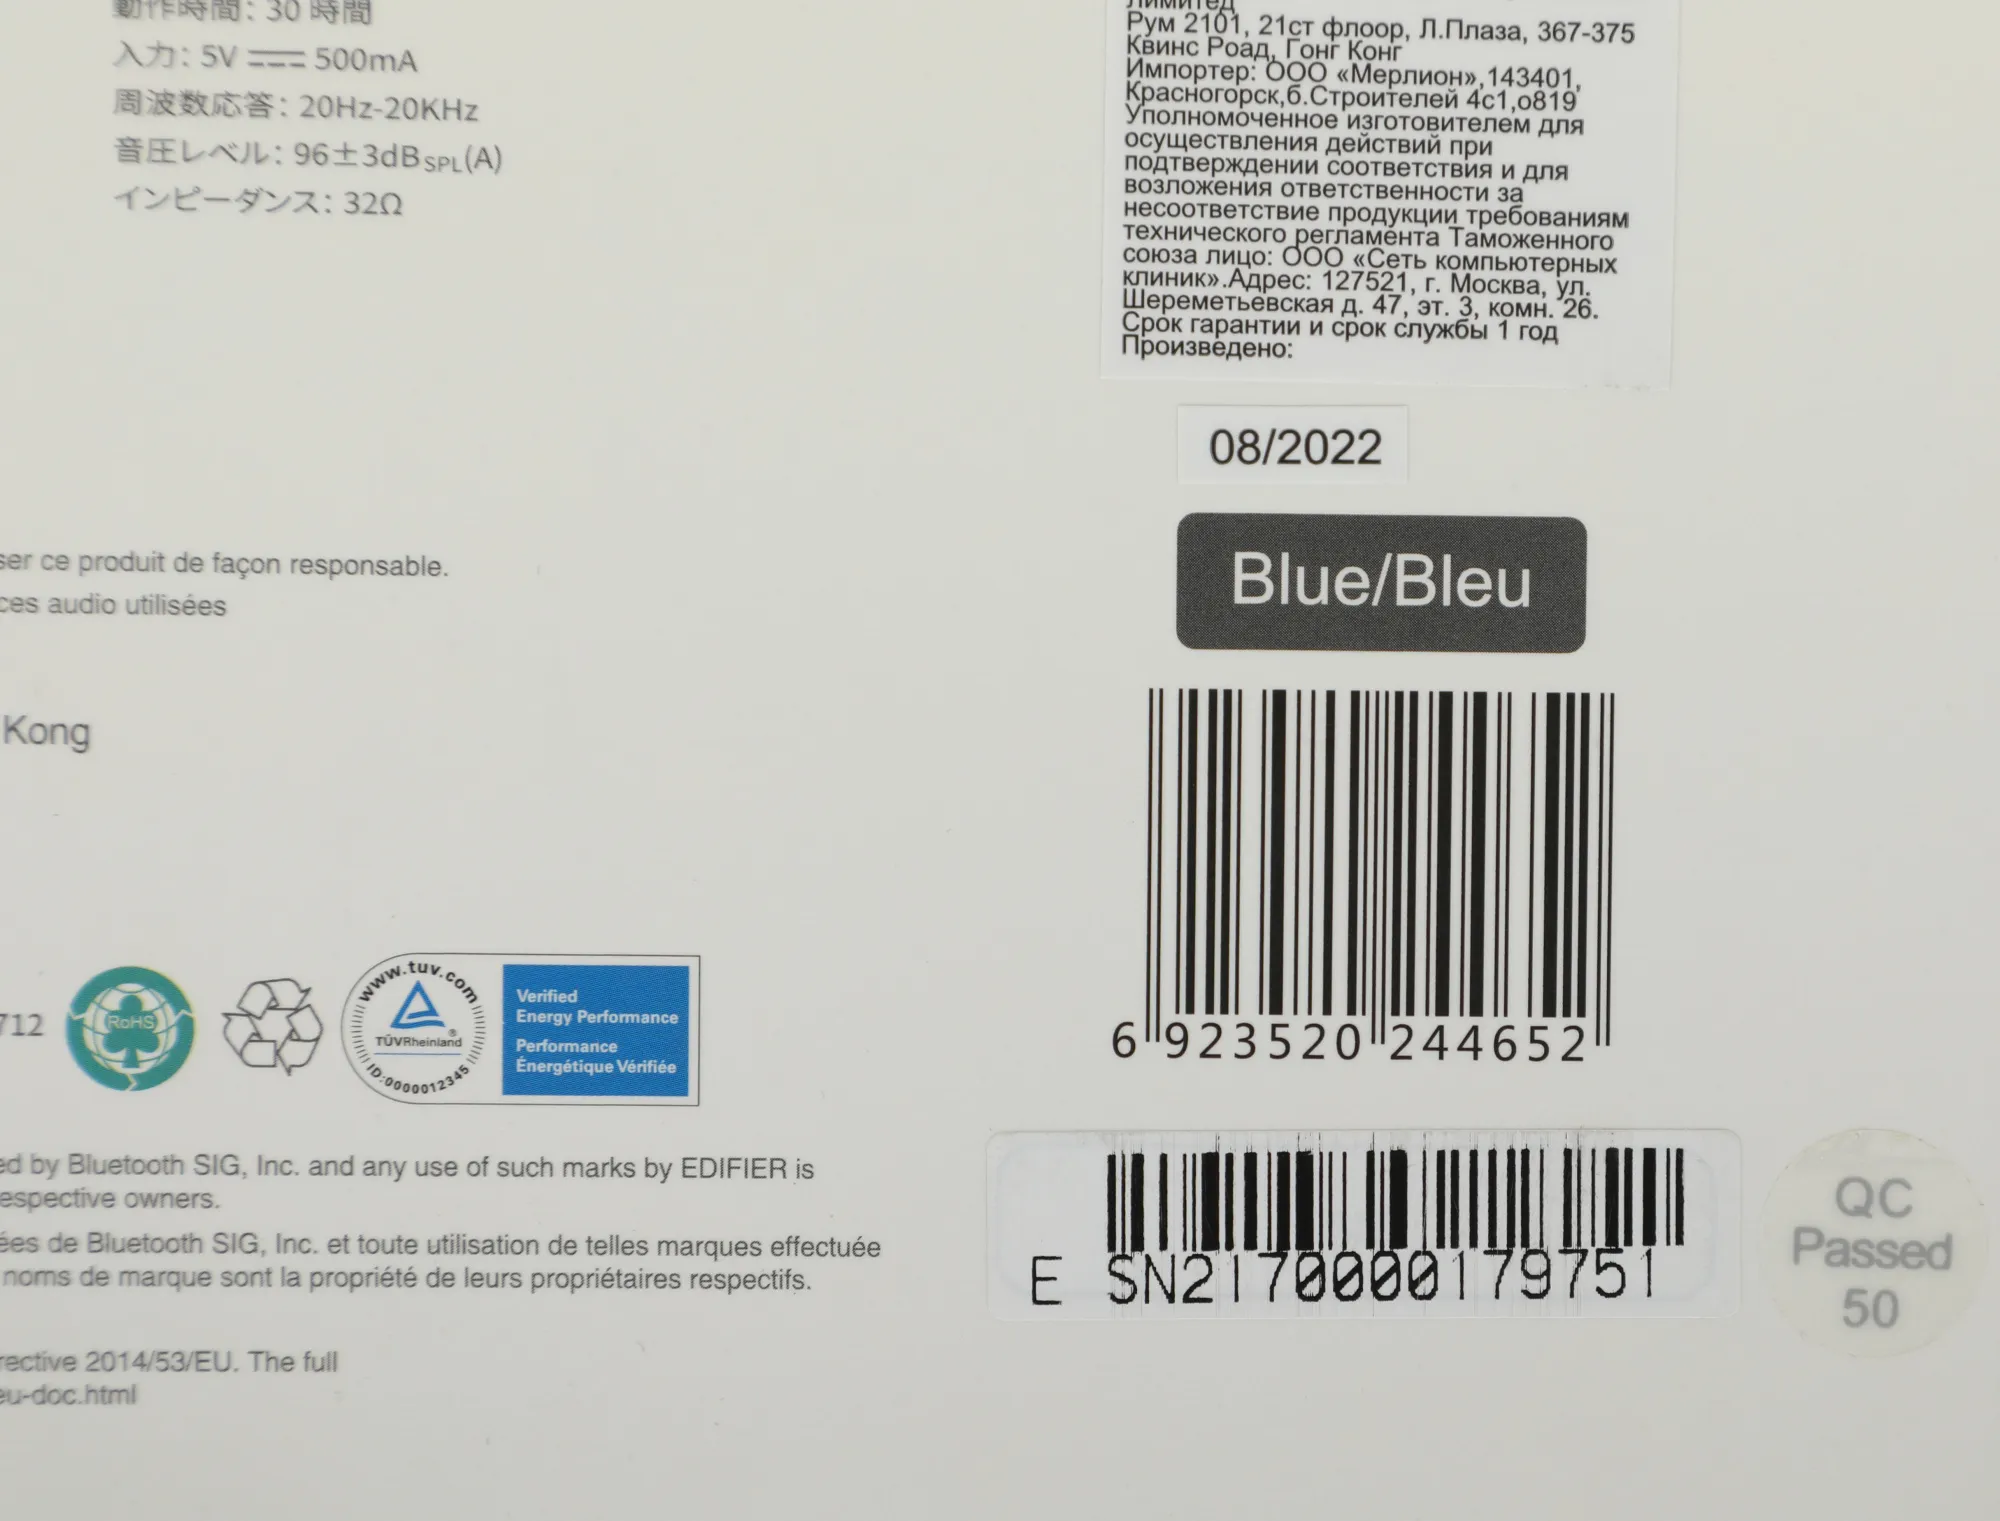 動作時間: 30 時間
入力: 5V 500mA
周波数応答: 20Hz-20KHz
音圧レベル: 96±3dBSPL(A)
インピーダンス: 32Ω
Лимитед
Рум 2101, 21ст флоор, Л.Плаза, 367-375
Квинс Роад, Гонг Конг
Импортер: ООО «Мерлион»,143401,
Красногорск,б.Строителей 4с1,о819
Уполномоченное изготовителем для
осуществления действий при
подтверждении соответствия и для
возложения ответственности за
несоответствие продукции требованиям
технического регламента Таможенного
союза лицо: ООО «Сеть компьютерных
клиник».Адрес: 127521, г. Москва, ул.
Шереметьевская д. 47, эт. 3, комн. 26.
Срок гарантии и срок службы 1 год
Произведено:
08/2022
Blue/Bleu
ser ce produit de façon responsable.
ces audio utilisées
Kong
6 923520 244652
712
RoHS
www.tuv.com
TÜVRheinland
®
ID:0000012345
Verified
Energy Performance
Performance
Énergétique Vérifiée
ed by Bluetooth SIG, Inc. and any use of such marks by EDIFIER is
espective owners.
ées de Bluetooth SIG, Inc. et toute utilisation de telles marques effectuée
noms de marque sont la propriété de leurs propriétaires respectifs.
E SN2170000179751
QC
Passed
50
rective 2014/53/EU. The full
eu-doc.html